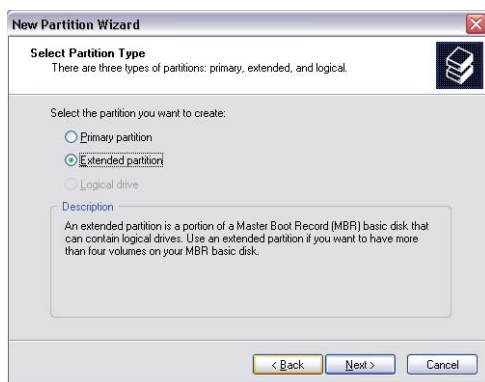 New Partition Wizard
Select Partition Type
There are three types of partitions: primary, extended, and logical.
Select the partition you want to create:
Primary partition
Extended partition
Logical drive
Description
An extended partition is a portion of a Master Boot Record (MBR) basic disk that
can contain logical drives. Use an extended partition if you want to have more
than four volumes on your MBR basic disk.
< Back Next > Cancel